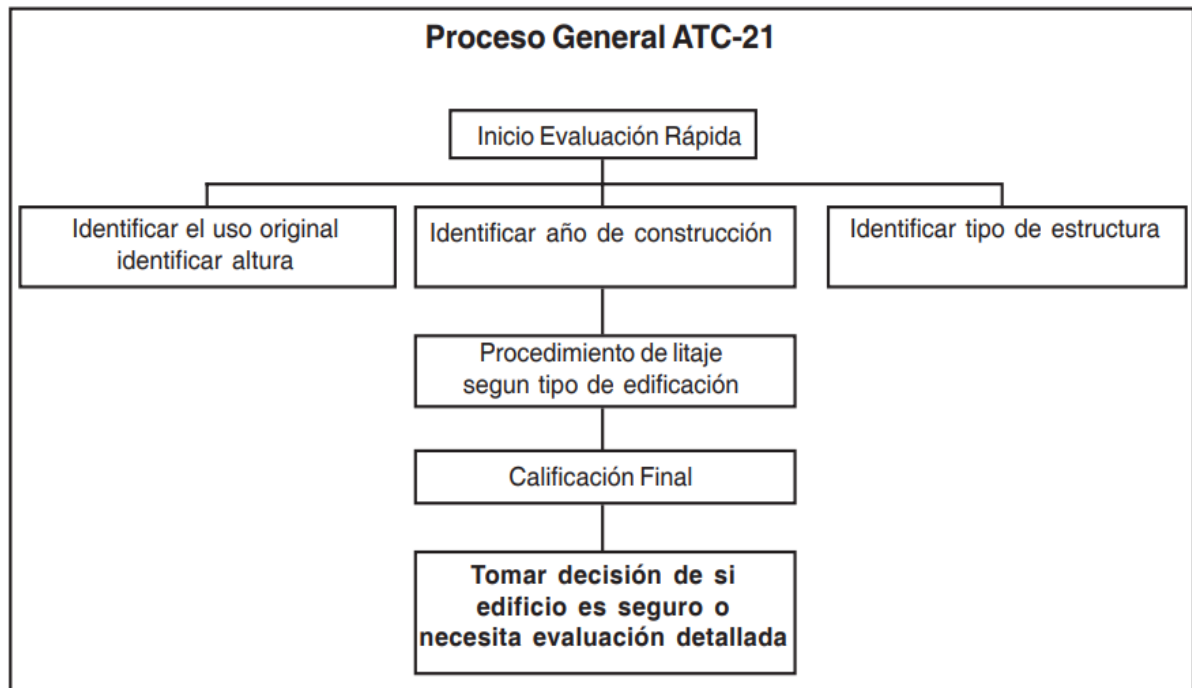 Proceso General ATC-21
Inicio Evaluación Rápida
Identificar el uso original
identificar altura
Identificar año de construcción
Identificar tipo de estructura
Procedimiento de litaje
segun tipo de edificación
Calificación Final
Tomar decisión de si
edificio es seguro o
necesita evaluación detallada